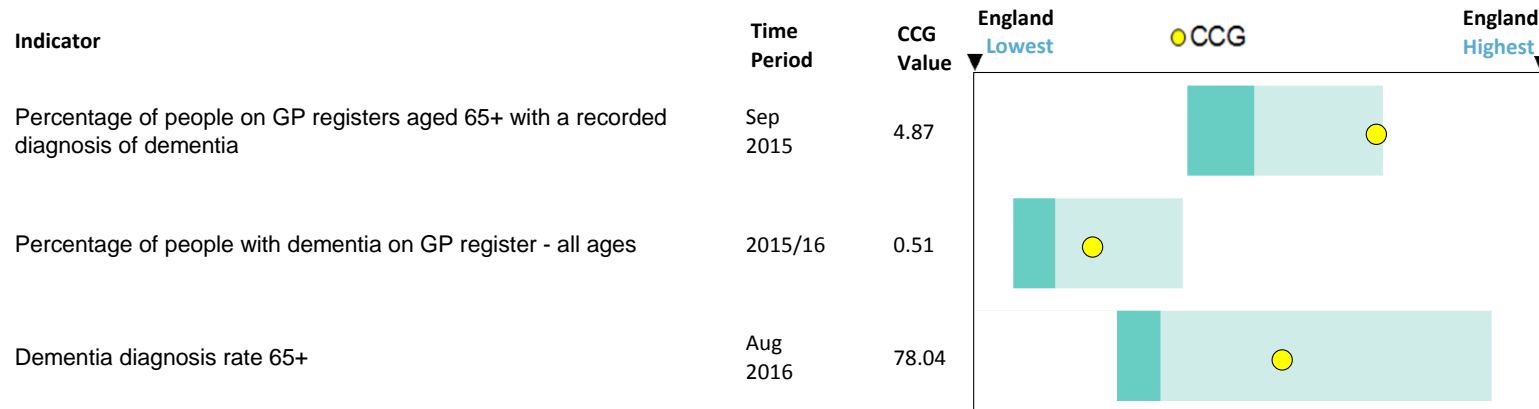 Indicator
Time
Period
CCG
Value
England
Lowest
CCG
England
Highest
Percentage of people on GP registers aged 65+ with a recorded
diagnosis of dementia
Sep
2015
4.87
Percentage of people with dementia on GP register - all ages
2015/16
0.51
Dementia diagnosis rate 65+
Aug
2016
78.04